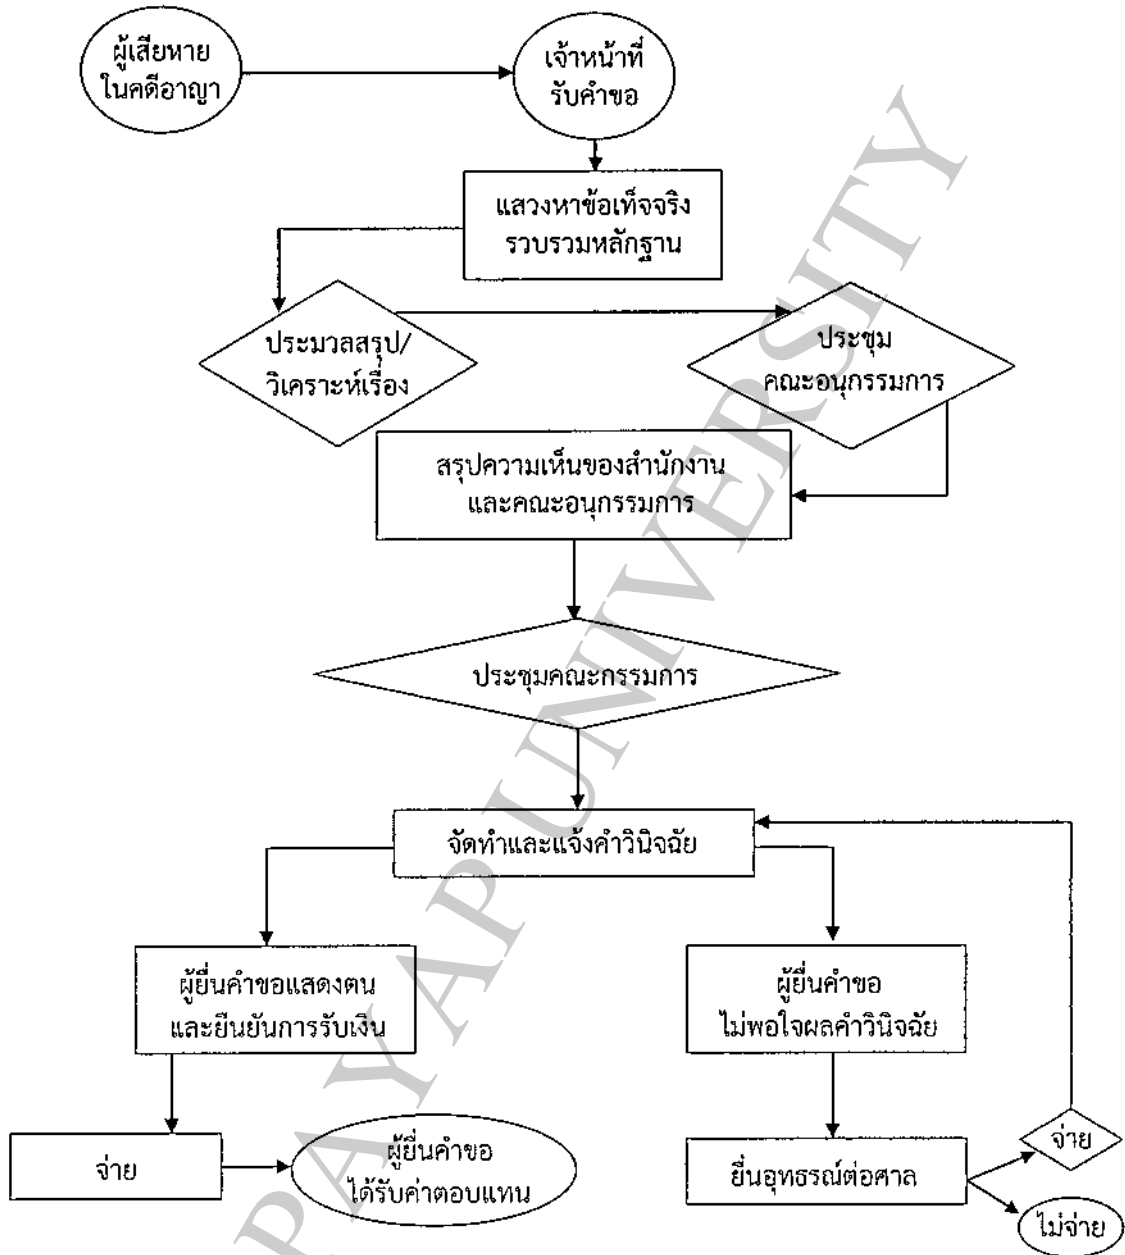 ผู้เสียหาย
ในคดีอาญา
เจ้าหน้าที่
รับคำขอ
แสวงหาข้อเท็จจริง
รวบรวมหลักฐาน
ประมวลสรุป/
วิเคราะห์เรื่อง
ประชุม
คณะอนุกรรมการ
สรุปความเห็นของสำนักงาน
และคณะอนุกรรมการ
ประชุมคณะกรรมการ
จัดทำและแจ้งคำวินิจฉัย
ผู้ยื่นคำขอแสดงตน
และยืนยันการรับเงิน
ผู้ยื่นคำขอ
ไม่พอใจผลคำวินิจฉัย
จ่าย
ผู้ยื่นคำขอ
ได้รับค่าตอบแทน
ยื่นอุทธรณ์ต่อศาล
จ่าย
ไม่จ่าย
PAYAP UNIVERSITY